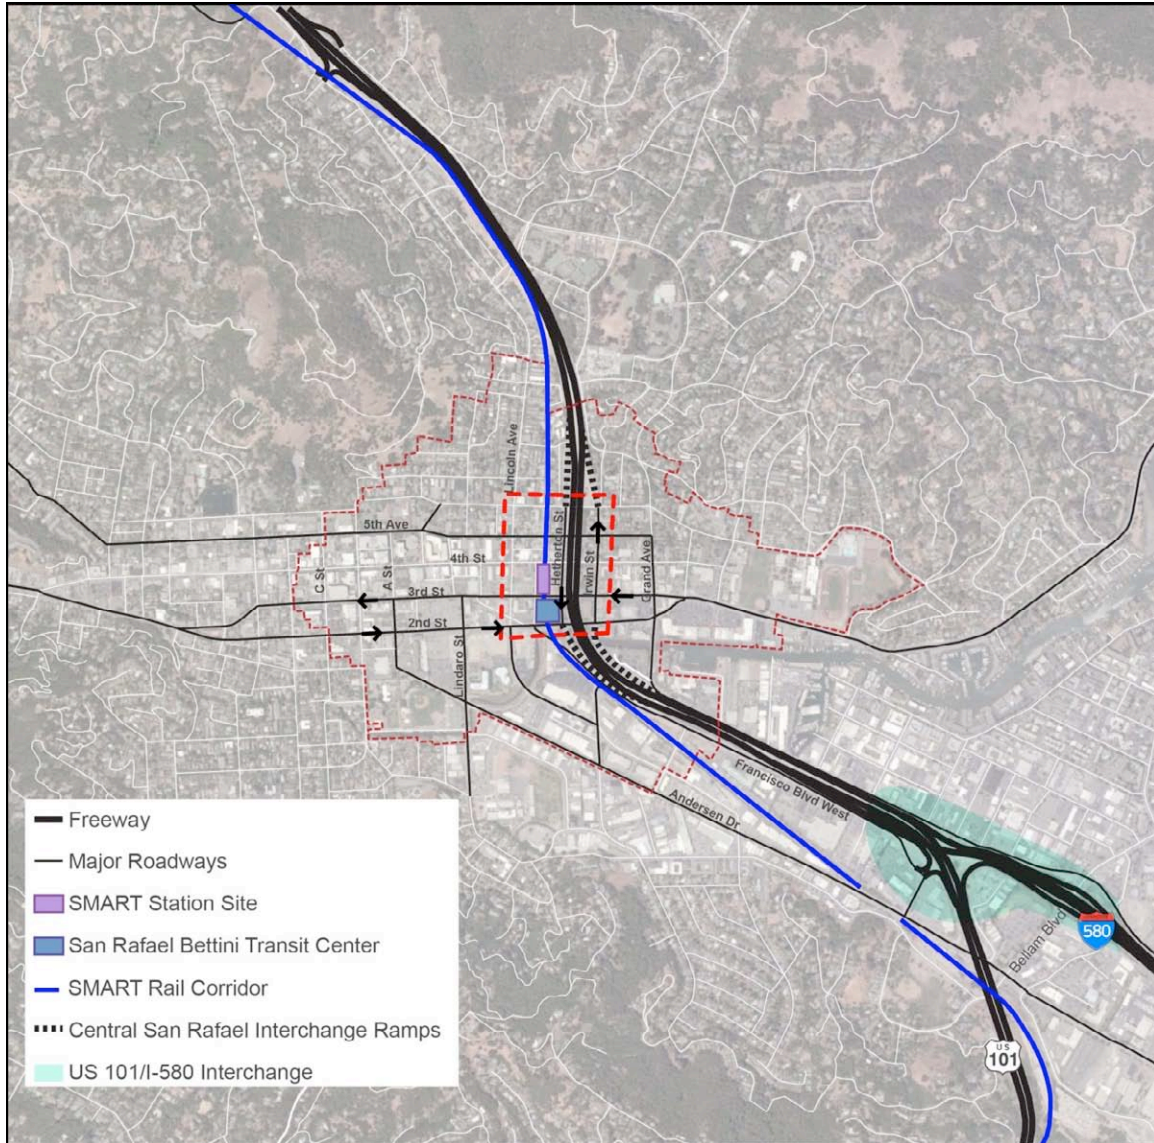 Lincoln Ave
5th Ave
Hetherton St
4th St
Irwin St
Grand Ave
C St
A St
3rd St
2nd St
Lindaro St
Francisco Blvd West
Andersen Dr
Bellam Blvd
580
US
101
Freeway
Major Roadways
SMART Station Site
San Rafael Bettini Transit Center
SMART Rail Corridor
Central San Rafael Interchange Ramps
US 101/I-580 Interchange